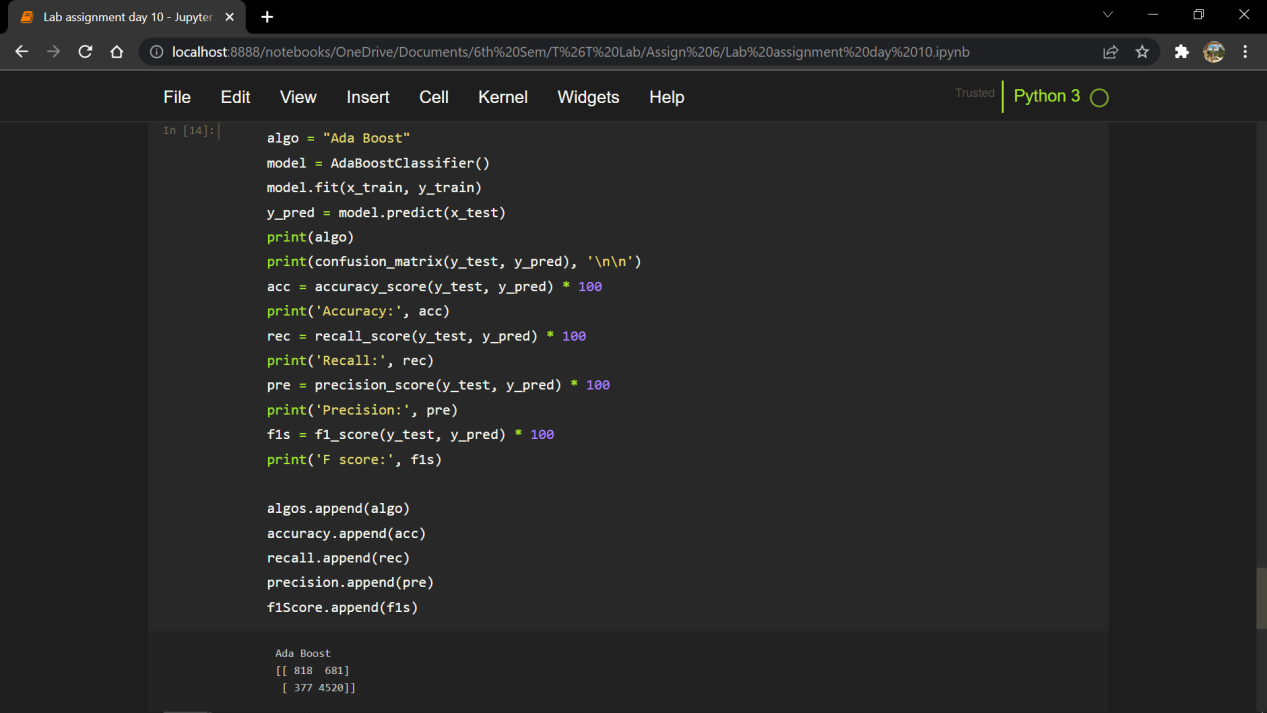 Lab assignment day 10 - Jupyter
localhost:8888/notebooks/OneDrive/Documents/6th%20Sem/T%26T%20Lab/Assign%206/Lab%20assignment%20day%2010.ipynb
File Edit View Insert Cell Kernel Widgets Help Trusted Python 3
In [14]:
algo = "Ada Boost"
model = AdaBoostClassifier()
model.fit(x_train, y_train)
y_pred = model.predict(x_test)
print(algo)
print(confusion_matrix(y_test, y_pred), '\n\n')
acc = accuracy_score(y_test, y_pred) * 100
print('Accuracy:', acc)
rec = recall_score(y_test, y_pred) * 100
print('Recall:', rec)
pre = precision_score(y_test, y_pred) * 100
print('Precision:', pre)
f1s = f1_score(y_test, y_pred) * 100
print('F score:', f1s)
algos.append(algo)
accuracy.append(acc)
recall.append(rec)
precision.append(pre)
f1Score.append(f1s)
Ada Boost
[[ 818  681]
 [ 377 4520]]